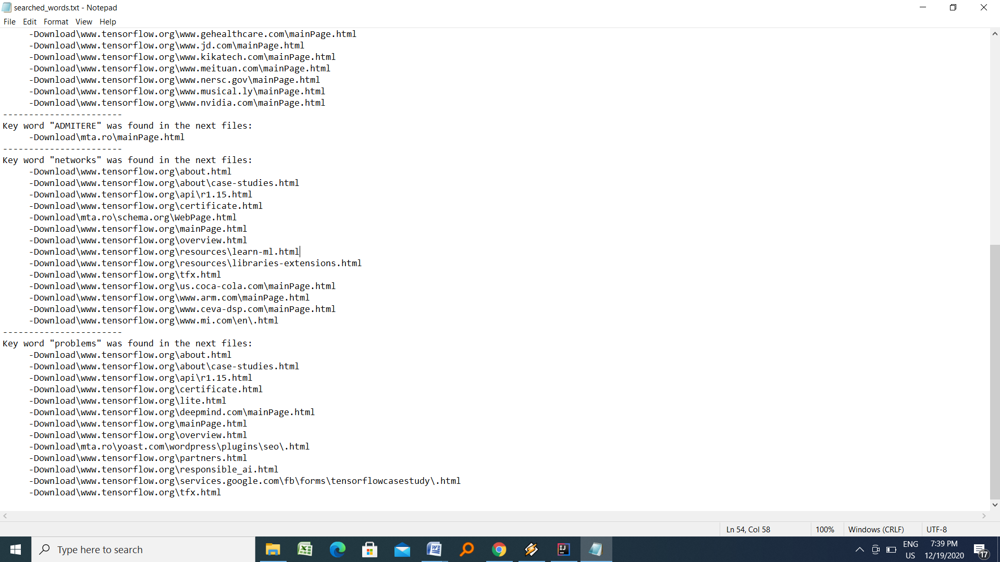 searched_words.txt - Notepad
File Edit Format View Help
-Download\www.tensorflow.org\www.gehealthcare.com\mainPage.html
-Download\www.tensorflow.org\www.jd.com\mainPage.html
-Download\www.tensorflow.org\www.kikatech.com\mainPage.html
-Download\www.tensorflow.org\www.meituan.com\mainPage.html
-Download\www.tensorflow.org\www.nersc.gov\mainPage.html
-Download\www.tensorflow.org\www.musical.ly\mainPage.html
-Download\www.tensorflow.org\www.nvidia.com\mainPage.html
-----------------------
Key word "ADMITERE" was found in the next files:
-Download\mta.ro\mainPage.html
-----------------------
Key word "networks" was found in the next files:
-Download\www.tensorflow.org\about.html
-Download\www.tensorflow.org\about\case-studies.html
-Download\www.tensorflow.org\api\r1.15.html
-Download\www.tensorflow.org\certificate.html
-Download\mta.ro\schema.org\WebPage.html
-Download\www.tensorflow.org\mainPage.html
-Download\www.tensorflow.org\overview.html
-Download\www.tensorflow.org\resources\learn-ml.html
-Download\www.tensorflow.org\resources\libraries-extensions.html
-Download\www.tensorflow.org\tfx.html
-Download\www.tensorflow.org\us.coca-cola.com\mainPage.html
-Download\www.tensorflow.org\www.arm.com\mainPage.html
-Download\www.tensorflow.org\www.ceva-dsp.com\mainPage.html
-Download\www.tensorflow.org\www.mi.com\en\.html
-----------------------
Key word "problems" was found in the next files:
-Download\www.tensorflow.org\about.html
-Download\www.tensorflow.org\about\case-studies.html
-Download\www.tensorflow.org\api\r1.15.html
-Download\www.tensorflow.org\certificate.html
-Download\www.tensorflow.org\lite.html
-Download\www.tensorflow.org\deepmind.com\mainPage.html
-Download\www.tensorflow.org\mainPage.html
-Download\www.tensorflow.org\overview.html
-Download\mta.ro\yoast.com\wordpress\plugins\seo\.html
-Download\www.tensorflow.org\partners.html
-Download\www.tensorflow.org\responsible_ai.html
-Download\www.tensorflow.org\services.google.com\fb\forms\tensorflowcasestudy\.html
-Download\www.tensorflow.org\tfx.html
Ln 54, Col 58 100% Windows (CRLF) UTF-8
Type here to search
ENG 7:39 PM
US 12/19/2020
17